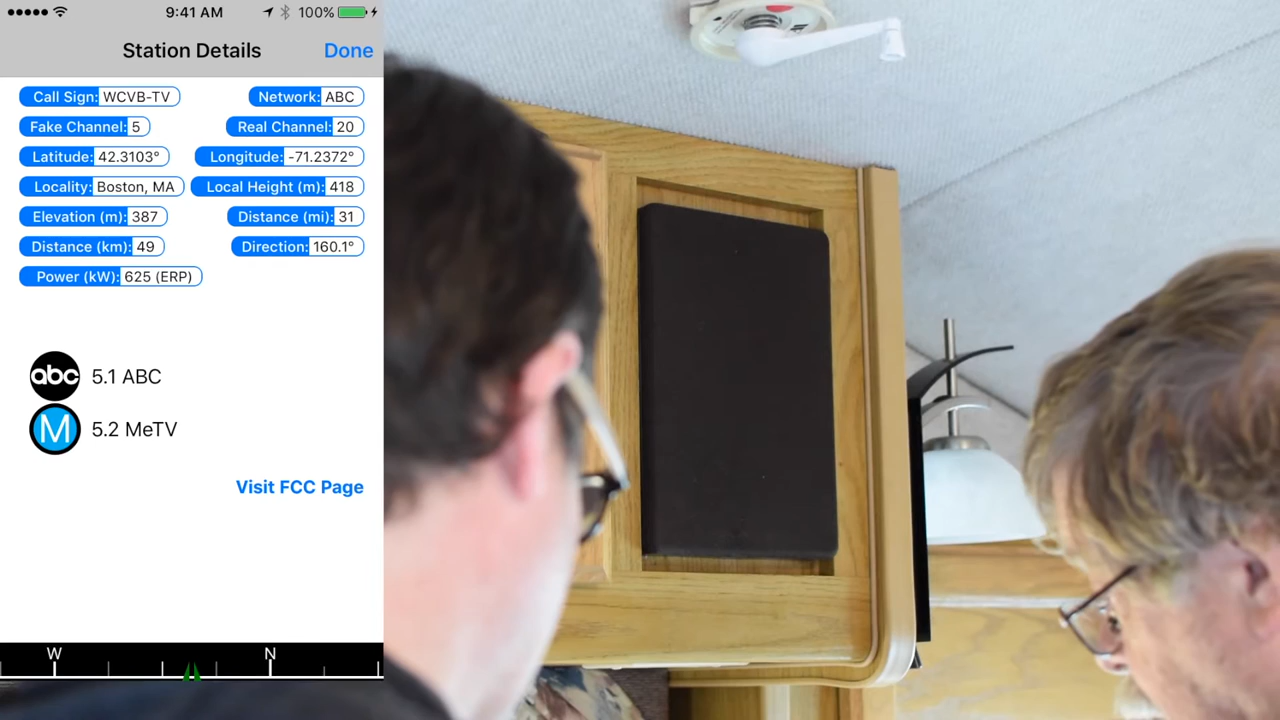 9:41 AM 100%
Station Details Done
Call Sign: WCVB-TV Network: ABC
Fake Channel: 5 Real Channel: 20
Latitude: 42.3103° Longitude: -71.2372°
Locality: Boston, MA Local Height (m): 418
Elevation (m): 387 Distance (mi): 31
Distance (km): 49 Direction: 160.1°
Power (kW): 625 (ERP)
abc 5.1 ABC
M 5.2 MeTV
Visit FCC Page
W N